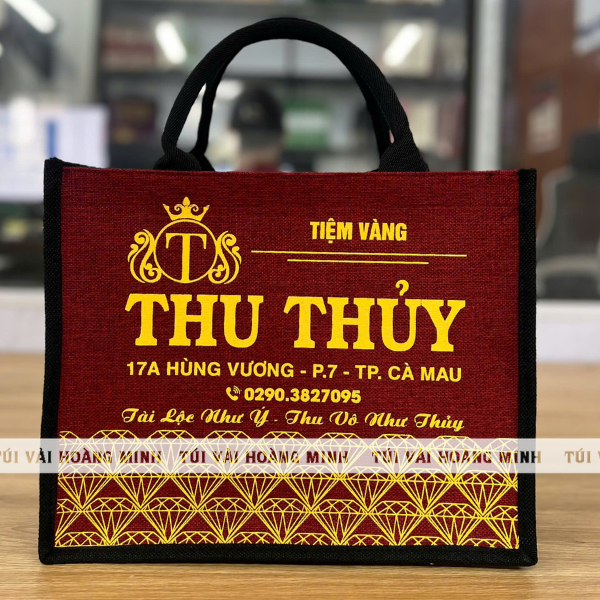 T
TIỆM VÀNG
THU THỦY
17A HÙNG VƯƠNG - P.7 - TP. CÀ MAU
0290.3827095
Tài Lộc Như Ý - Thu Vô Như Thủy
TÚI VẢI HOÀNG MINH TÚI VẢI HOÀNG MINH TÚI VẢI HOÀNG MINH TÚI VẢI